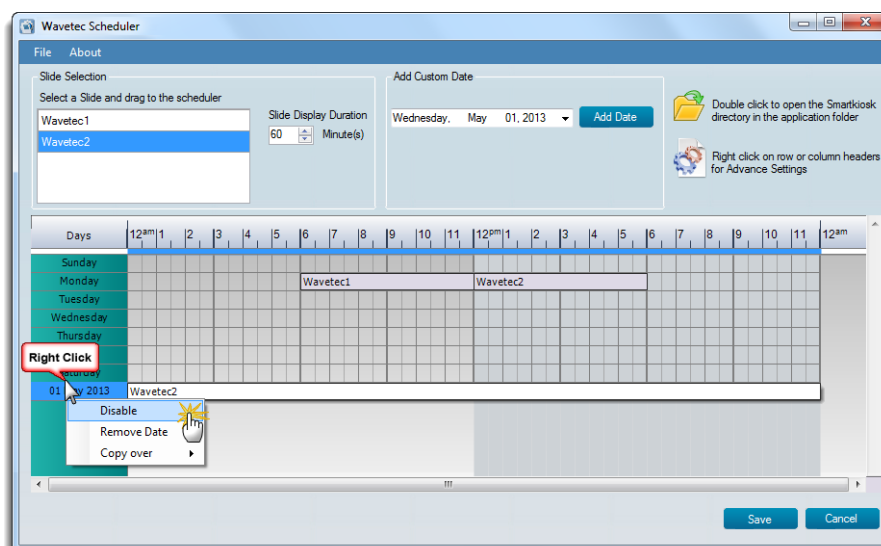 Wavetec Scheduler
File About
Slide Selection
Select a Slide and drag to the scheduler
Wavetec1
Wavetec2
Slide Display Duration
60 Minute(s)
Add Custom Date
Wednesday, May 01, 2013 Add Date
Double click to open the Smartkiosk
directory in the application folder
Right click on row or column headers
for Advance Settings
Days 12am 1 2 3 4 5 6 7 8 9 10 11 12pm 1 2 3 4 5 6 7 8 9 10 11 12am
Sunday
Monday Wavetec1 Wavetec2
Tuesday
Wednesday
Thursday
Right Click
Saturday
01 May 2013 Wavetec2
Disable
Remove Date
Copy over
Save Cancel